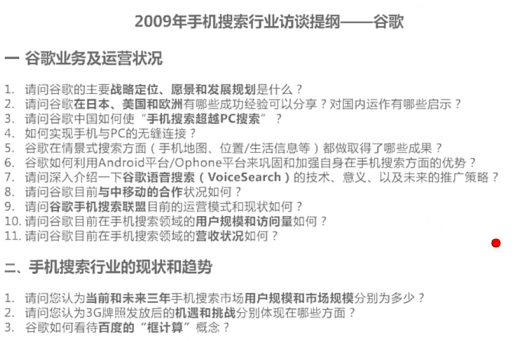 2009年手机搜索行业访谈提纲——谷歌
一 谷歌业务及运营状况
1. 请问谷歌的主要战略定位、愿景和发展规划是什么？
2. 请问谷歌在日本、美国和欧洲有哪些成功经验可以分享？对国内运作有哪些启示？
3. 请问谷歌中国如何使“手机搜索超越PC搜索”？
4. 如何实现手机与PC的无缝连接？
5. 谷歌在情景式搜索方面（手机地图、位置/生活信息等）都做取得了哪些成果？
6. 谷歌如何利用Android平台/Ophone平台来巩固和加强自身在手机搜索方面的优势？
7. 请问深入介绍一下谷歌语音搜索（VoiceSearch）的技术、意义、以及未来的推广策略？
8. 请问谷歌目前与中移动的合作状况如何？
9. 请问谷歌手机搜索联盟目前的运营模式和现状如何？
10. 请问谷歌目前在手机搜索领域的用户规模和访问量如何？
11. 请问谷歌目前在手机搜索领域的营收状况如何？
二、手机搜索行业的现状和趋势
1. 请问您认为当前和未来三年手机搜索市场用户规模和市场规模分别为多少？
2. 请问您认为3G牌照发放后的机遇和挑战分别体现在哪些方面？
3. 谷歌如何看待百度的“框计算”概念？